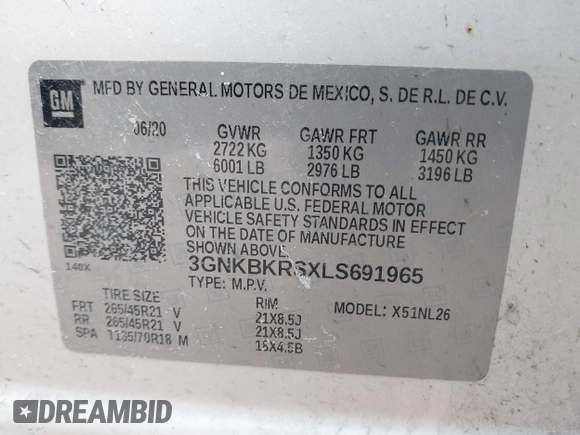 GM
MFD BY GENERAL MOTORS DE MEXICO, S. DE R.L. DE C.V.
06/20 GVWR GAWR FRT GAWR RR
2722 KG 1350 KG 1450 KG
6001 LB 2976 LB 3196 LB
THIS VEHICLE CONFORMS TO ALL
APPLICABLE U.S. FEDERAL MOTOR
VEHICLE SAFETY STANDARDS IN EFFECT
ON THE DATE OF MANUFACTURE
SHOWN ABOVE.
140X
3GNKBKRSXLS691965
TYPE: M.P.V.
TIRE SIZE RIM MODEL: X51NL26
FRT 265/45R21 V 21X8.5J
RR 265/45R21 V 21X8.5J
SPA T135/70R18 M 18X4.5B
DREAMBID